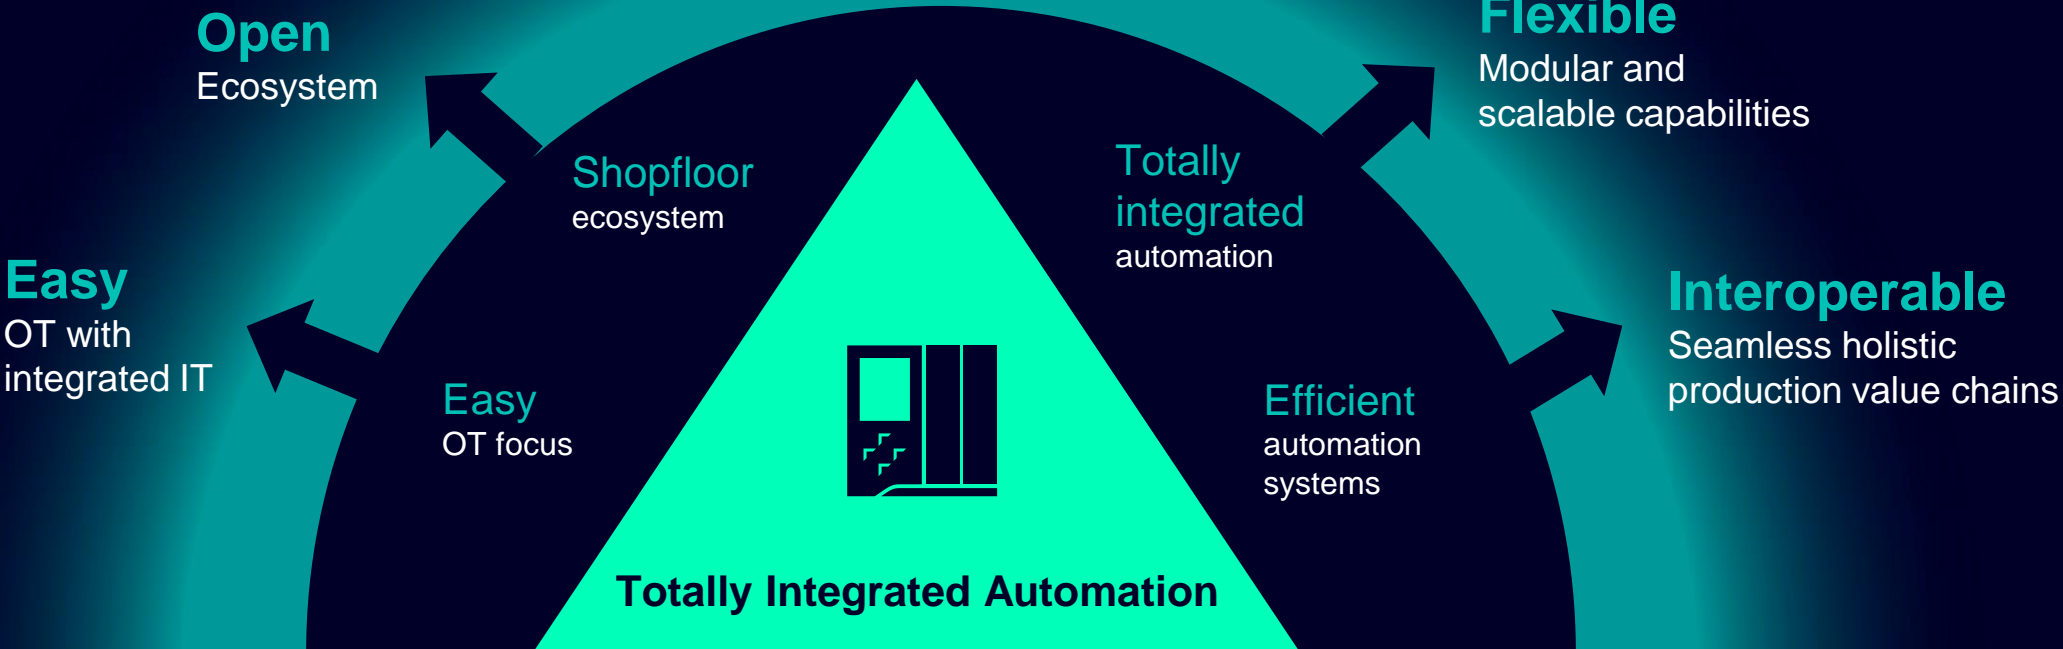 Open
Ecosystem
Flexible
Modular and
scalable capabilities
Shopfloor
ecosystem
Totally
integrated
automation
Easy
OT with
integrated IT
Interoperable
Seamless holistic
production value chains
Easy
OT focus
Efficient
automation
systems
Totally Integrated Automation